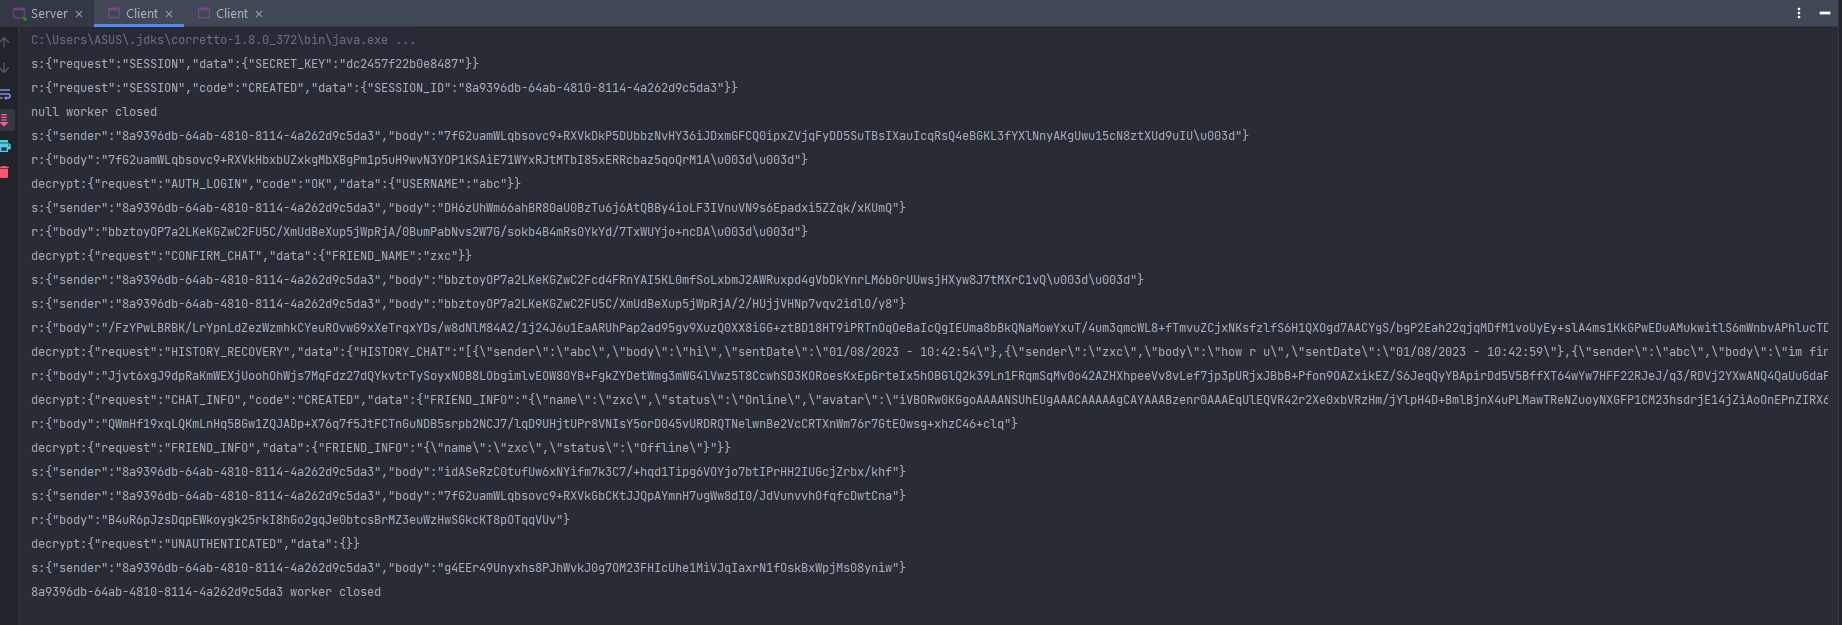 Server × Client × Client ×
C:\Users\ASUS\.jdks\corretto-1.8.0_372\bin\java.exe ...
s:{"request":"SESSION","data":{"SECRET_KEY":"dc2457f22b0e8487"}}
r:{"request":"SESSION","code":"CREATED","data":{"SESSION_ID":"8a9396db-64ab-4810-8114-4a262d9c5da3"}}
null worker closed
s:{"sender":"8a9396db-64ab-4810-8114-4a262d9c5da3","body":"7fG2uamWLqbsovc9+RXVkDkP5DUbbzNvHY36iJDxmGFCQ0ipxZVjqFyDD5SuTBsIXauIcqRsQ4eBGKL3fYXlNnyAKgUwu15cN8ztXUd9uIU\u003d"}
r:{"body":"7fG2uamWLqbsovc9+RXVkHbxbUZxkgMbXBgPm1p5uH9wvN3YOP1KSAiE71WYxRJtMTbI85xERRcbaz5qoQrM1A\u003d\u003d"}
decrypt:{"request":"AUTH_LOGIN","code":"OK","data":{"USERNAME":"abc"}}
s:{"sender":"8a9396db-64ab-4810-8114-4a262d9c5da3","body":"DH6zUhWm66ahBR80aU0BzTu6j6AtQBBy4ioLF3IVnuVN9s6Epadxi5ZZqk/xKUmQ"}
r:{"body":"bbztoyOP7a2LKeKGZwC2FU5C/XmUdBeXup5jWpRjA/0BumPabNvs2W7G/sokb4B4mRs0YkYd/7TxWUYjo+ncDA\u003d\u003d"}
decrypt:{"request":"CONFIRM_CHAT","data":{"FRIEND_NAME":"zxc"}}
s:{"sender":"8a9396db-64ab-4810-8114-4a262d9c5da3","body":"bbztoyOP7a2LKeKGZwC2Fcd4FRnYAI5KL0mfSoLxbmJ2AWRuxpd4gVbDkYnrLM6b0rUUwsjHXyw8J7tMXrC1vQ\u003d\u003d"}
s:{"sender":"8a9396db-64ab-4810-8114-4a262d9c5da3","body":"bbztoyOP7a2LKeKGZwC2FU5C/XmUdBeXup5jWpRjA/2/HUjjVHNp7vqv2idlO/y8"}
r:{"body":"/FzYPwLBRBK/LrYpnLdZezWzmhkCYeuROvwG9xXeTrqxYDs/w8dNlM84A2/1j24J6u1EaARUhPap2ad95gv9XuzQ0XX8iGG+ztBD18HT9iPRTnOqOeBaIcQgIEUma8bBkQNaMowYxuT/4um3qmcWL8+fTmvuZCjxNKsfzlfS6H1QXOgd7AACYgS/bgP2Eah22qjqMDfM1voUyEy+slA4ms1KkGPwEDuAMukwitlS6mWnbvAPhlucTD
decrypt:{"request":"HISTORY_RECOVERY","data":{"HISTORY_CHAT":"[{\"sender\":\"abc\",\"body\":\"hi\",\"sentDate\":\"01/08/2023 - 10:42:54\"},{\"sender\":\"zxc\",\"body\":\"how r u\",\"sentDate\":\"01/08/2023 - 10:42:59\"},{\"sender\":\"abc\",\"body\":\"im fin
r:{"body":"Jjvt6xgJ9dpRaKmWEXjUoohOhWjs7MqFdz27dQYkvtrTySoyxNOB8LObgimlvEOW8OYB+FgkZYDetWmg3mWG4lVwz5T8CcwhSD3KORoesKxEpGrteIx5hOBGlQ2k39Ln1FRqmSqMv0o42AZHXhpeeVv8vLef7jp3pURjxJBbB+Pfon9OAZxikEZ/S6JeqQyYBApirDd5V5BffXT64wYw7HFF22RJeJ/q3/RDVj2YXwANQ4QaUuGdaF
decrypt:{"request":"CHAT_INFO","code":"CREATED","data":{"FRIEND_INFO":"{\"name\":\"zxc\",\"status\":\"Online\",\"avatar\":\"iVBORw0KGgoAAAANSUhEUgAAACAAAAAgCAYAAABzenr0AAAEqUlEQVR42r2Xe0xbVRzHm/jYlpH4D+BmlBjnX4uPLMawTReNZuoyNXGFP1CM23hsdrjE14jZiAoOnEPnZIRX6
r:{"body":"QWmHf19xqLQKmLnHq5BGw1ZQJADp+X76q7f5JtFCTnGuNDB5srpb2NCJ7/lqD9UHjtUPr8VNIsY5orD045vURDRQTNelwnBe2VcCRTXnWm76r7GtEOwsg+xhzC46+clq"}
decrypt:{"request":"FRIEND_INFO","data":{"FRIEND_INFO":"{\"name\":\"zxc\",\"status\":\"Offline\"}"}}
s:{"sender":"8a9396db-64ab-4810-8114-4a262d9c5da3","body":"idASeRzC0tufUw6xNYifm7k3C7/+hqd1Tipg6VOYjo7btIPrHH2IUGcjZrbx/khf"}
s:{"sender":"8a9396db-64ab-4810-8114-4a262d9c5da3","body":"7fG2uamWLqbsovc9+RXVkGbCKtJJQpAYmnH7ugWw8dI0/JdVunvvhOfqfcDwtCna"}
r:{"body":"B4uR6pJzsDqpEWkoygk25rkI8hGo2gqJe0btcsBrMZ3euWzHwSGkcKT8pOTqqVUv"}
decrypt:{"request":"UNAUTHENTICATED","data":{}}
s:{"sender":"8a9396db-64ab-4810-8114-4a262d9c5da3","body":"g4EEr49Unyxhs8PJhWvkJ0g7OM23FHIcUhe1MiVJqIaxrN1fOskBxWpjMs08yniw"}
8a9396db-64ab-4810-8114-4a262d9c5da3 worker closed